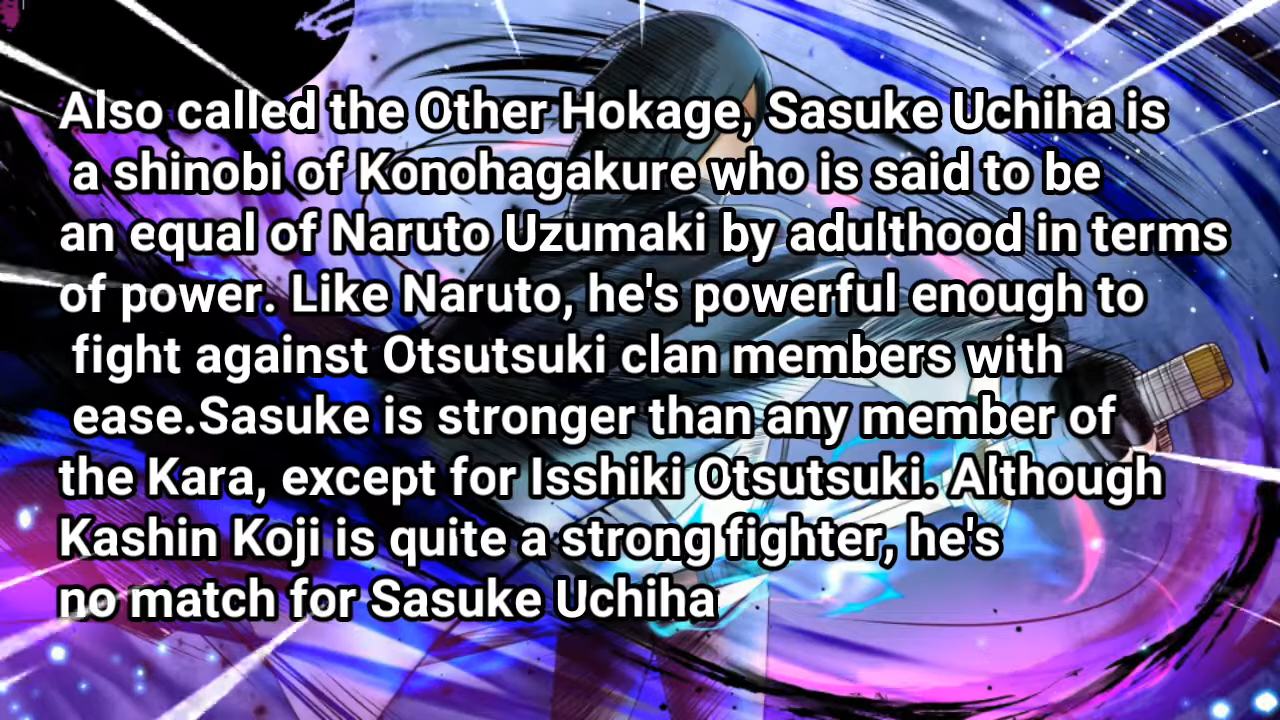 Also called the Other Hokage, Sasuke Uchiha is
a shinobi of Konohagakure who is said to be
an equal of Naruto Uzumaki by adulthood in terms
of power. Like Naruto, he's powerful enough to
fight against Otsutsuki clan members with
ease.Sasuke is stronger than any member of
the Kara, except for Isshiki Otsutsuki. Although
Kashin Koji is quite a strong fighter, he's
no match for Sasuke Uchiha